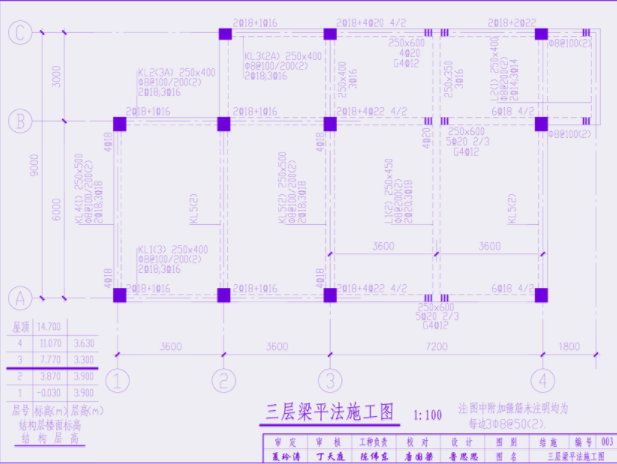 2Φ18+1Φ16 2Φ18+4Φ20 4/2 2Φ18+2Φ22
C
250x600
4Φ20
G4Φ12
Φ8@100(2)
KL3(2A) 250x400
Φ8@100/200(2)
2Φ18;3Φ16
KL2(3A) 250x400
Φ8@100/200(2)
2Φ18;3Φ16
250x400
3Φ16
250x350
3Φ16
L2(1) 250x400
Φ8@200(2)
2Φ14;3Φ14
3000
2Φ18+1Φ16 2Φ18+1Φ16 2Φ18+4Φ22 4/2 6Φ18 4/2
B
4Φ18
4Φ18
4Φ20
250x600
5Φ20 2/3
G4Φ12
Φ8@100(2)
9000
6000
KL4(1) 250x500
Φ8@100/200(2)
2Φ18;3Φ18
KL5(2)
KL5(2) 250x500
Φ8@100/200(2)
2Φ18;3Φ18
L1(2) 250x450
Φ8@200(2)
2Φ20;3Φ18
KL5(2)
KL1(3) 250x400
Φ8@100/200(2)
2Φ18;3Φ16
3600 3600
4Φ18
4Φ18
2Φ18+1Φ16 2Φ18+1Φ16 2Φ18+4Φ22 4/2 6Φ18 4/2
A
250x600
5Φ20 2/3
G4Φ12
3600 3600 7200 1800
1 2 3 4
屋顶 14.700
4 11.070 3.630
3 7.770 3.300
2 3.870 3.900
1 -0.030 3.900
层号 标高(m) 层高(m)
结构层楼面标高
结 构 层 高
三层梁平法施工图 1:100
注:图中附加箍筋未注明均为
每边3Φ8@50(2).
审 定 审 核 工种负责 校 对 设 计 图 别 结施 编号 003
图 名 三层梁平法施工图